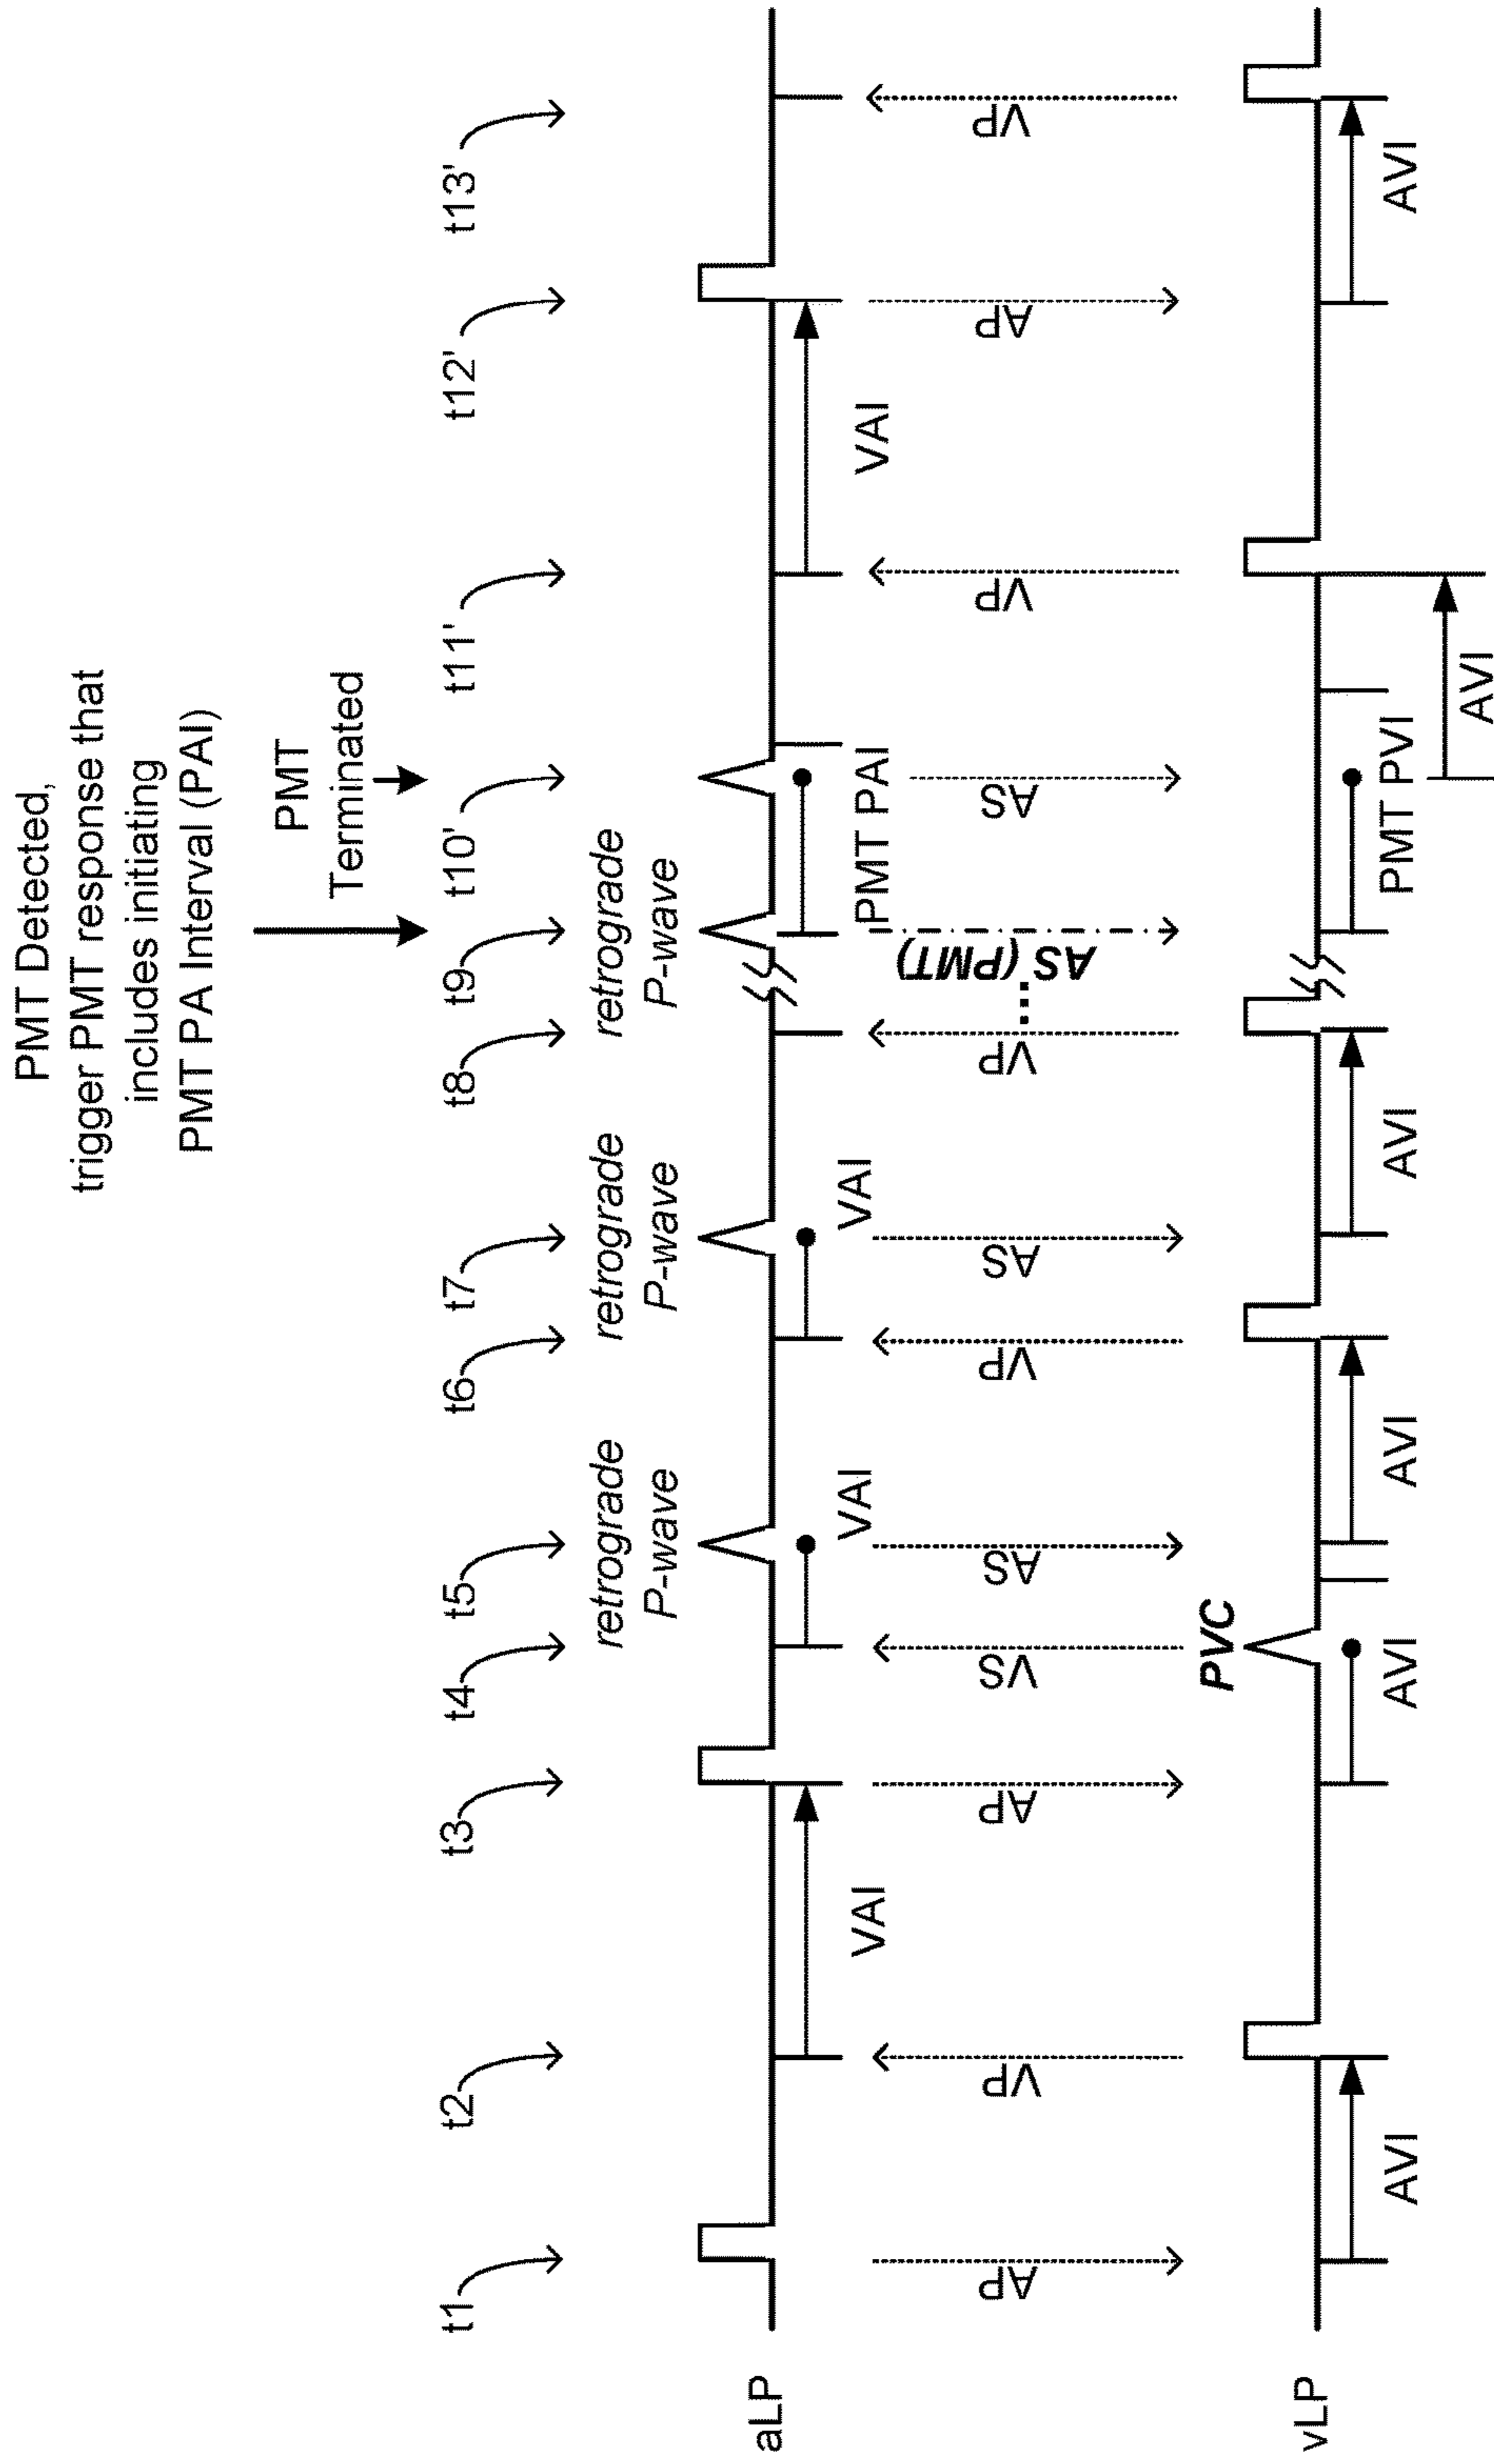 PMT Detected,
trigger PMT response that
includes initiating
PMT PA Interval (PAI)
PMT
Terminated
t1
t2
t3
t4
t5
t6
t7
t8
t9
t10'
t11'
t12'
t13'
retrograde
P-wave
retrograde
P-wave
retrograde
P-wave
aLP
VAI
VAI
VAI
PMT PAI
VAI
AP
VP
AP
VS
AS
VP
AS
VP
...
AS (PMT)
AS
VP
AP
VP
PVC
vLP
AVI
AVI
AVI
AVI
PMT PVI
AVI
AVI